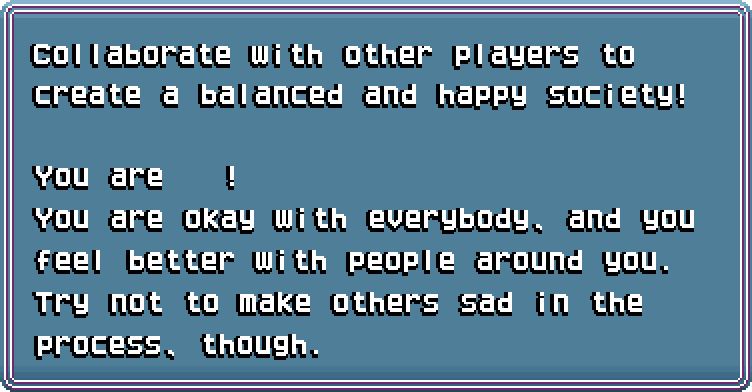 Collaborate with other players to
create a balanced and happy society!
You are !
You are okay with everybody, and you
feel better with people around you.
Try not to make others sad in the
process, though.